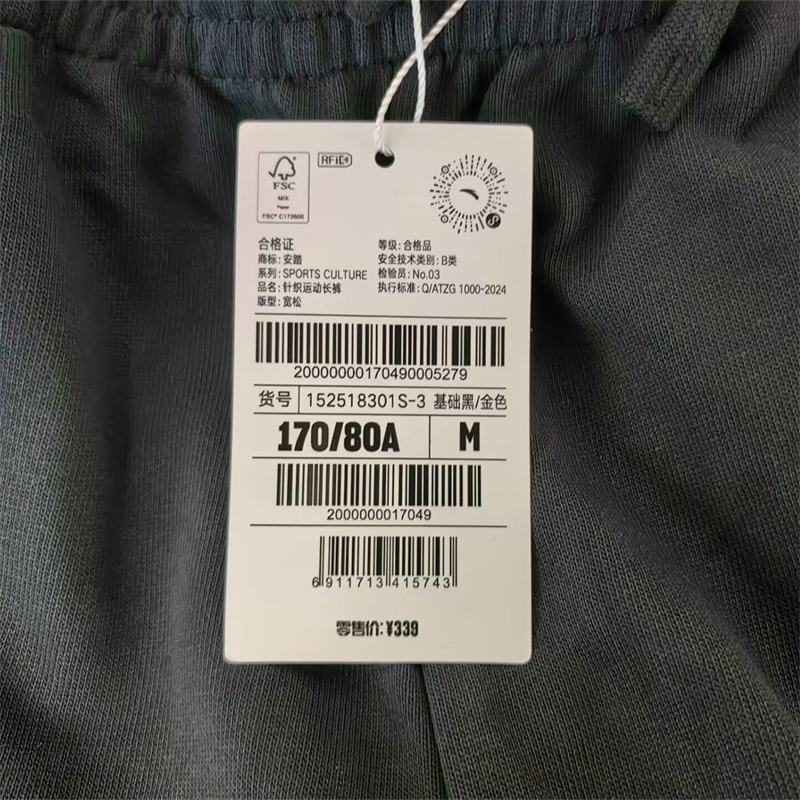 FSC
MIX
Paper
FSC® C172600
RFID
合格证
商标: 安踏
系列: SPORTS CULTURE
品名: 针织运动长裤
版型: 宽松
等级: 合格品
安全技术类别: B类
检验员: No.03
执行标准: Q/ATZG 1000-2024
20000000170490005279
货号 152518301S-3 基础黑/金色
170/80A M
2000000017049
6 911713 415743
零售价: ¥339